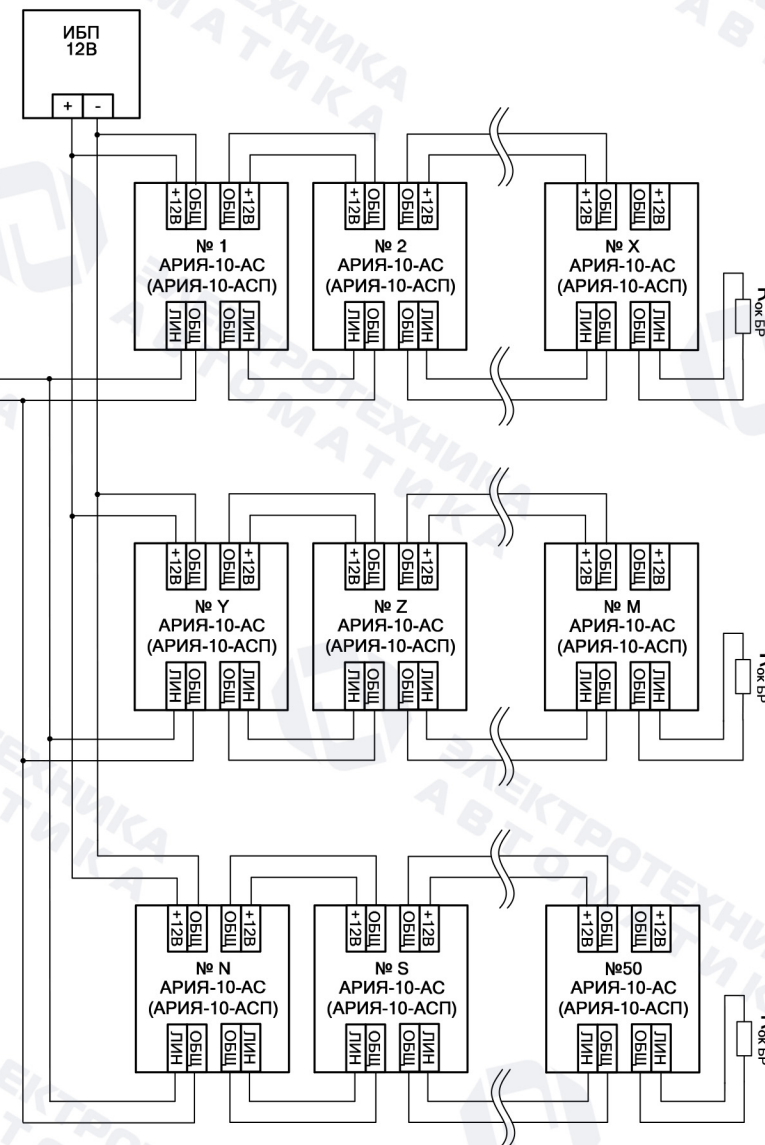 ИБП
12В
+ -
+12В ОБЩ ОБЩ +12В
№ 1
АРИЯ-10-АС
(АРИЯ-10-АСП)
ЛИН ОБЩ ОБЩ ЛИН
+12В ОБЩ ОБЩ +12В
№ 2
АРИЯ-10-АС
(АРИЯ-10-АСП)
ЛИН ОБЩ ОБЩ ЛИН
+12В ОБЩ ОБЩ +12В
№ X
АРИЯ-10-АС
(АРИЯ-10-АСП)
ЛИН ОБЩ ОБЩ ЛИН
Rок БР
+12В ОБЩ ОБЩ +12В
№ Y
АРИЯ-10-АС
(АРИЯ-10-АСП)
ЛИН ОБЩ ОБЩ ЛИН
+12В ОБЩ ОБЩ +12В
№ Z
АРИЯ-10-АС
(АРИЯ-10-АСП)
ЛИН ОБЩ ОБЩ ЛИН
+12В ОБЩ ОБЩ +12В
№ M
АРИЯ-10-АС
(АРИЯ-10-АСП)
ЛИН ОБЩ ОБЩ ЛИН
Rок БР
+12В ОБЩ ОБЩ +12В
№ N
АРИЯ-10-АС
(АРИЯ-10-АСП)
ЛИН ОБЩ ОБЩ ЛИН
+12В ОБЩ ОБЩ +12В
№ S
АРИЯ-10-АС
(АРИЯ-10-АСП)
ЛИН ОБЩ ОБЩ ЛИН
+12В ОБЩ ОБЩ +12В
№50
АРИЯ-10-АС
(АРИЯ-10-АСП)
ЛИН ОБЩ ОБЩ ЛИН
Rок БР
ЭЛЕКТРОТЕХНИКА
АВТОМАТИКА